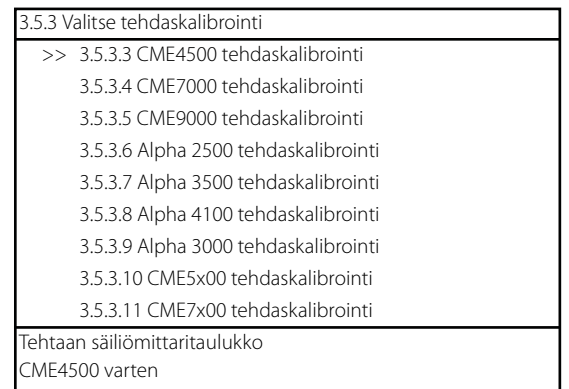 3.5.3 Valitse tehdaskalibrointi
>> 3.5.3.3 CME4500 tehdaskalibrointi
3.5.3.4 CME7000 tehdaskalibrointi
3.5.3.5 CME9000 tehdaskalibrointi
3.5.3.6 Alpha 2500 tehdaskalibrointi
3.5.3.7 Alpha 3500 tehdaskalibrointi
3.5.3.8 Alpha 4100 tehdaskalibrointi
3.5.3.9 Alpha 3000 tehdaskalibrointi
3.5.3.10 CME5x00 tehdaskalibrointi
3.5.3.11 CME7x00 tehdaskalibrointi
Tehtaan säiliömittaritaulukko
CME4500 varten